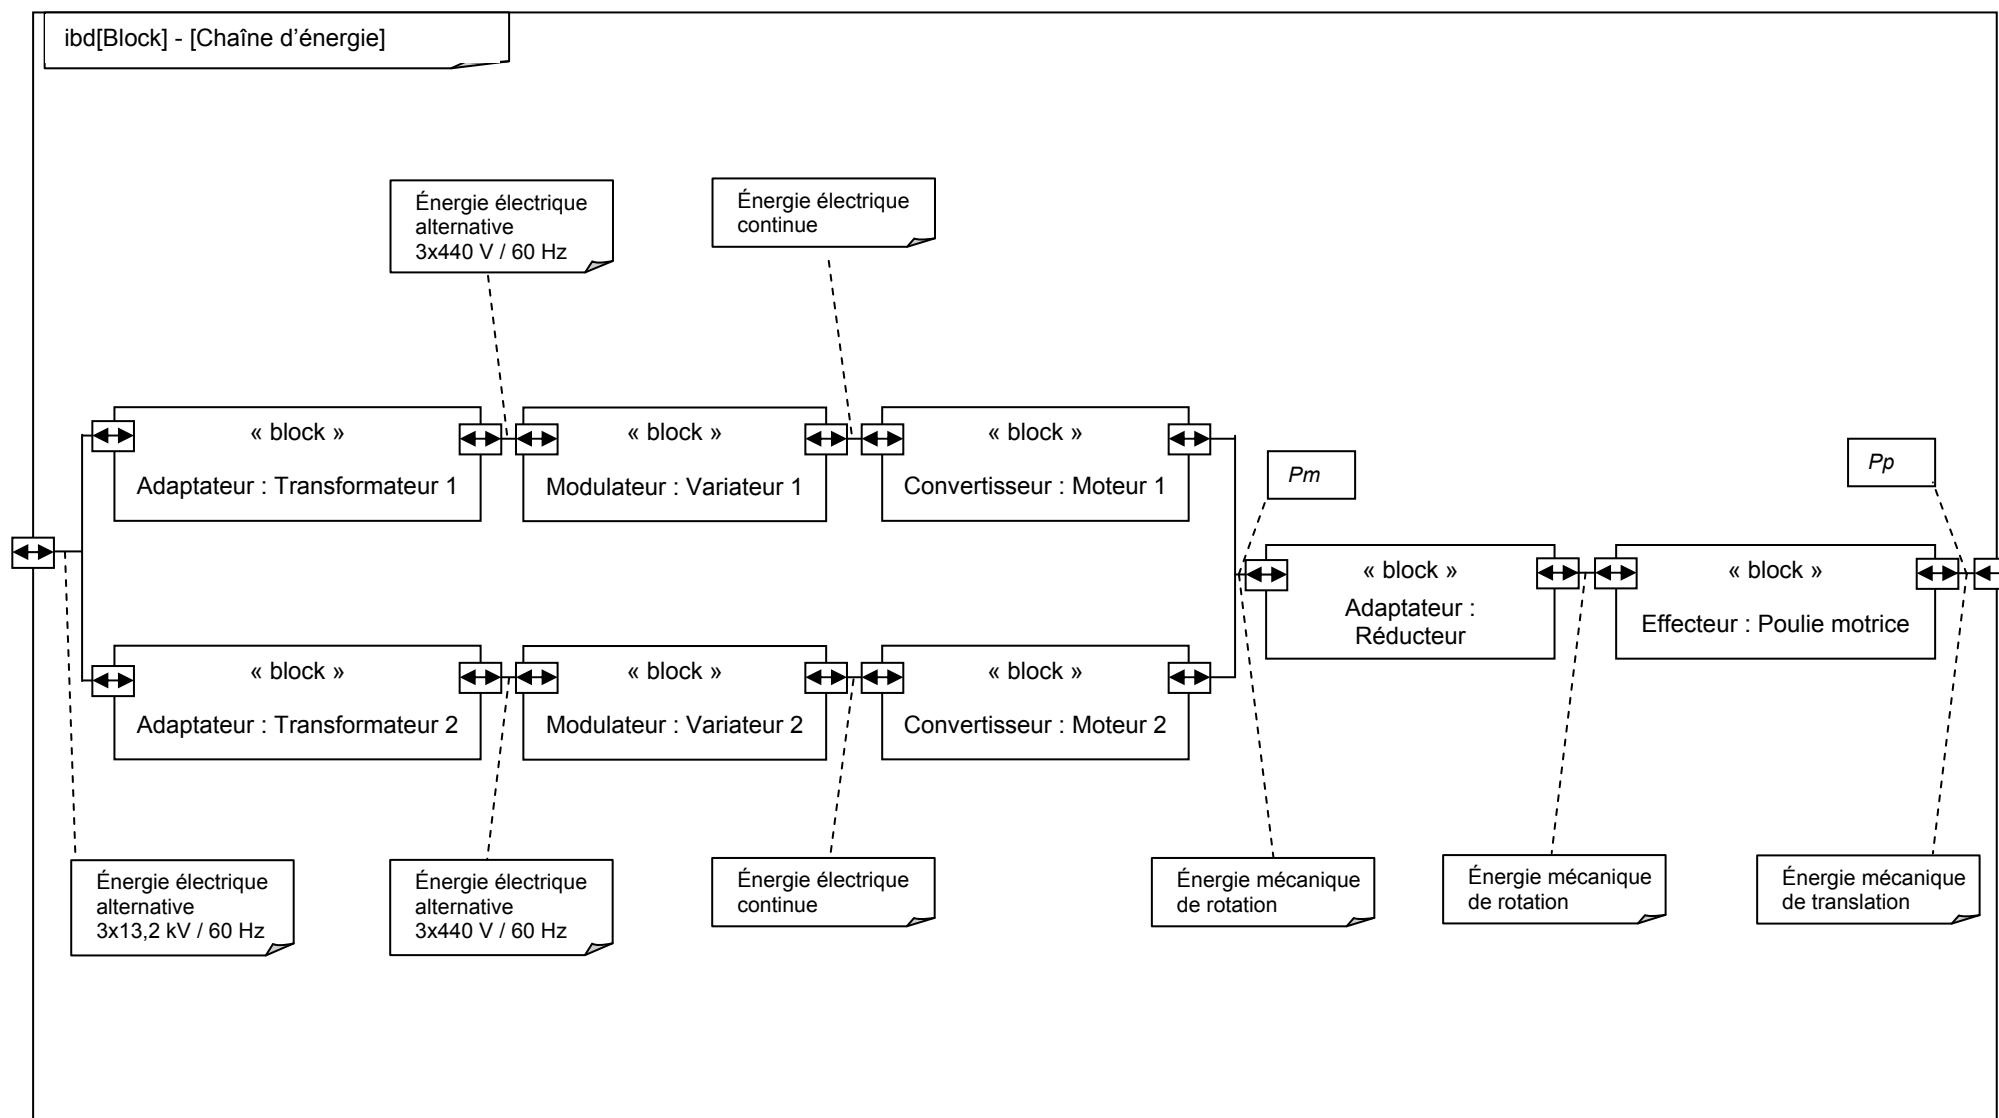 ibd[Block] - [Chaîne d’énergie]
Énergie électrique
alternative
3x440 V / 60 Hz
Énergie électrique
continue
« block »
Adaptateur : Transformateur 1
« block »
Modulateur : Variateur 1
« block »
Convertisseur : Moteur 1
Pm
Pp
« block »
Adaptateur :
Réducteur
« block »
Effecteur : Poulie motrice
« block »
Adaptateur : Transformateur 2
« block »
Modulateur : Variateur 2
« block »
Convertisseur : Moteur 2
Énergie électrique
alternative
3x13,2 kV / 60 Hz
Énergie électrique
alternative
3x440 V / 60 Hz
Énergie électrique
continue
Énergie mécanique
de rotation
Énergie mécanique
de rotation
Énergie mécanique
de translation